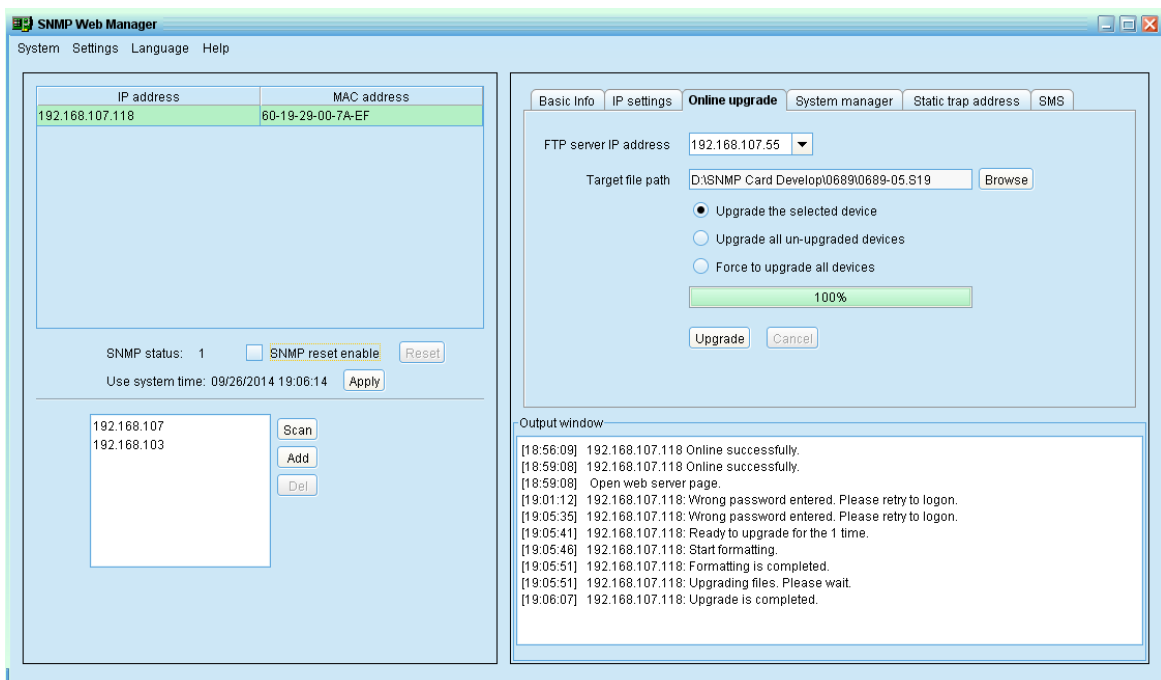 SNMP Web Manager
System Settings Language Help
IP address MAC address
192.168.107.118 60-19-29-00-7A-EF
SNMP status: 1 SNMP reset enable Reset
Use system time: 09/26/2014 19:06:14 Apply
192.168.107
192.168.103
Scan
Add
Del
Basic Info IP settings Online upgrade System manager Static trap address SMS
FTP server IP address 192.168.107.55
Target file path D:\SNMP Card Develop\0689\0689-05.S19 Browse
Upgrade the selected device
Upgrade all un-upgraded devices
Force to upgrade all devices
100%
Upgrade Cancel
Output window
[18:56:09] 192.168.107.118 Online successfully.
[18:59:08] 192.168.107.118 Online successfully.
[18:59:08] Open web server page.
[19:01:12] 192.168.107.118: Wrong password entered. Please retry to logon.
[19:05:35] 192.168.107.118: Wrong password entered. Please retry to logon.
[19:05:41] 192.168.107.118: Ready to upgrade for the 1 time.
[19:05:46] 192.168.107.118: Start formatting.
[19:05:51] 192.168.107.118: Formatting is completed.
[19:05:51] 192.168.107.118: Upgrading files. Please wait.
[19:06:07] 192.168.107.118: Upgrade is completed.